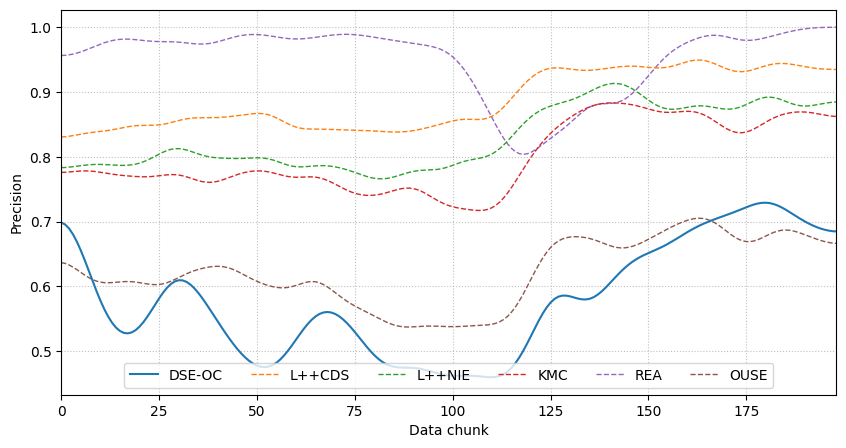 1.0
0.9
0.8
0.7
0.6
0.5
Precision
DSE-OC L++CDS L++NIE KMC REA OUSE
0 25 50 75 100 125 150 175
Data chunk